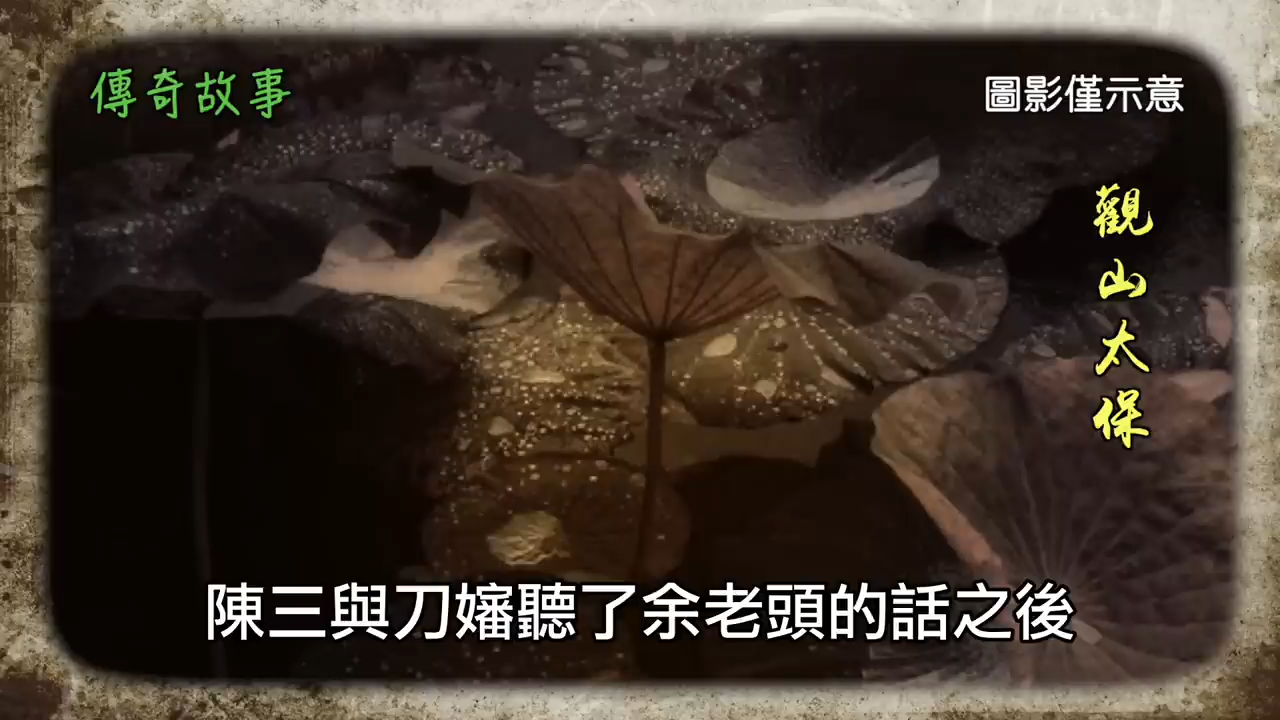 傳奇故事
圖影僅示意
觀山太保
陳三與刀嬸聽了余老頭的話之後